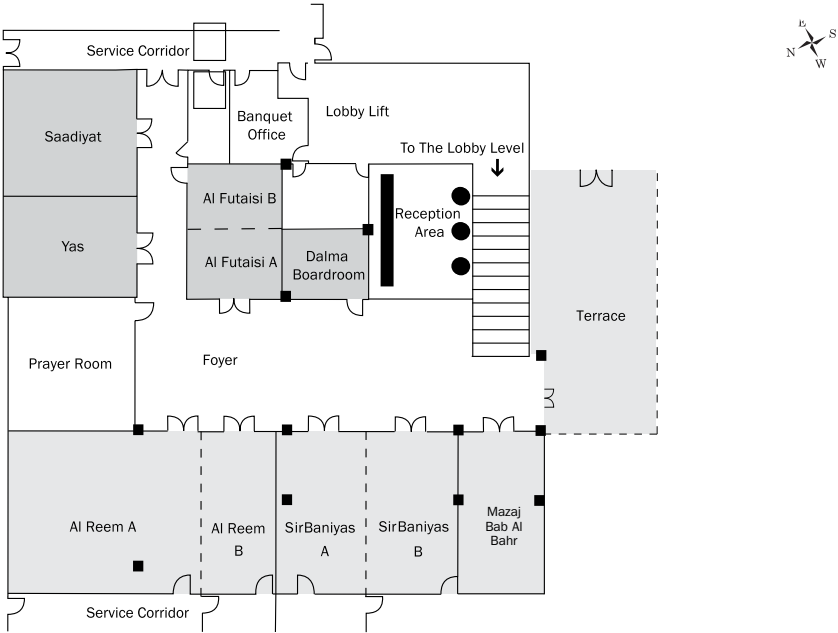 E
S
N
W
Service Corridor
Banquet
Office
Lobby Lift
Saadiyat
To The Lobby Level
Al Futaisi B
Reception
Area
Yas
Al Futaisi A
Dalma
Boardroom
Terrace
Prayer Room
Foyer
Al Reem A
Al Reem
B
SirBaniyas
A
SirBaniyas
B
Mazaj
Bab Al
Bahr
Service Corridor